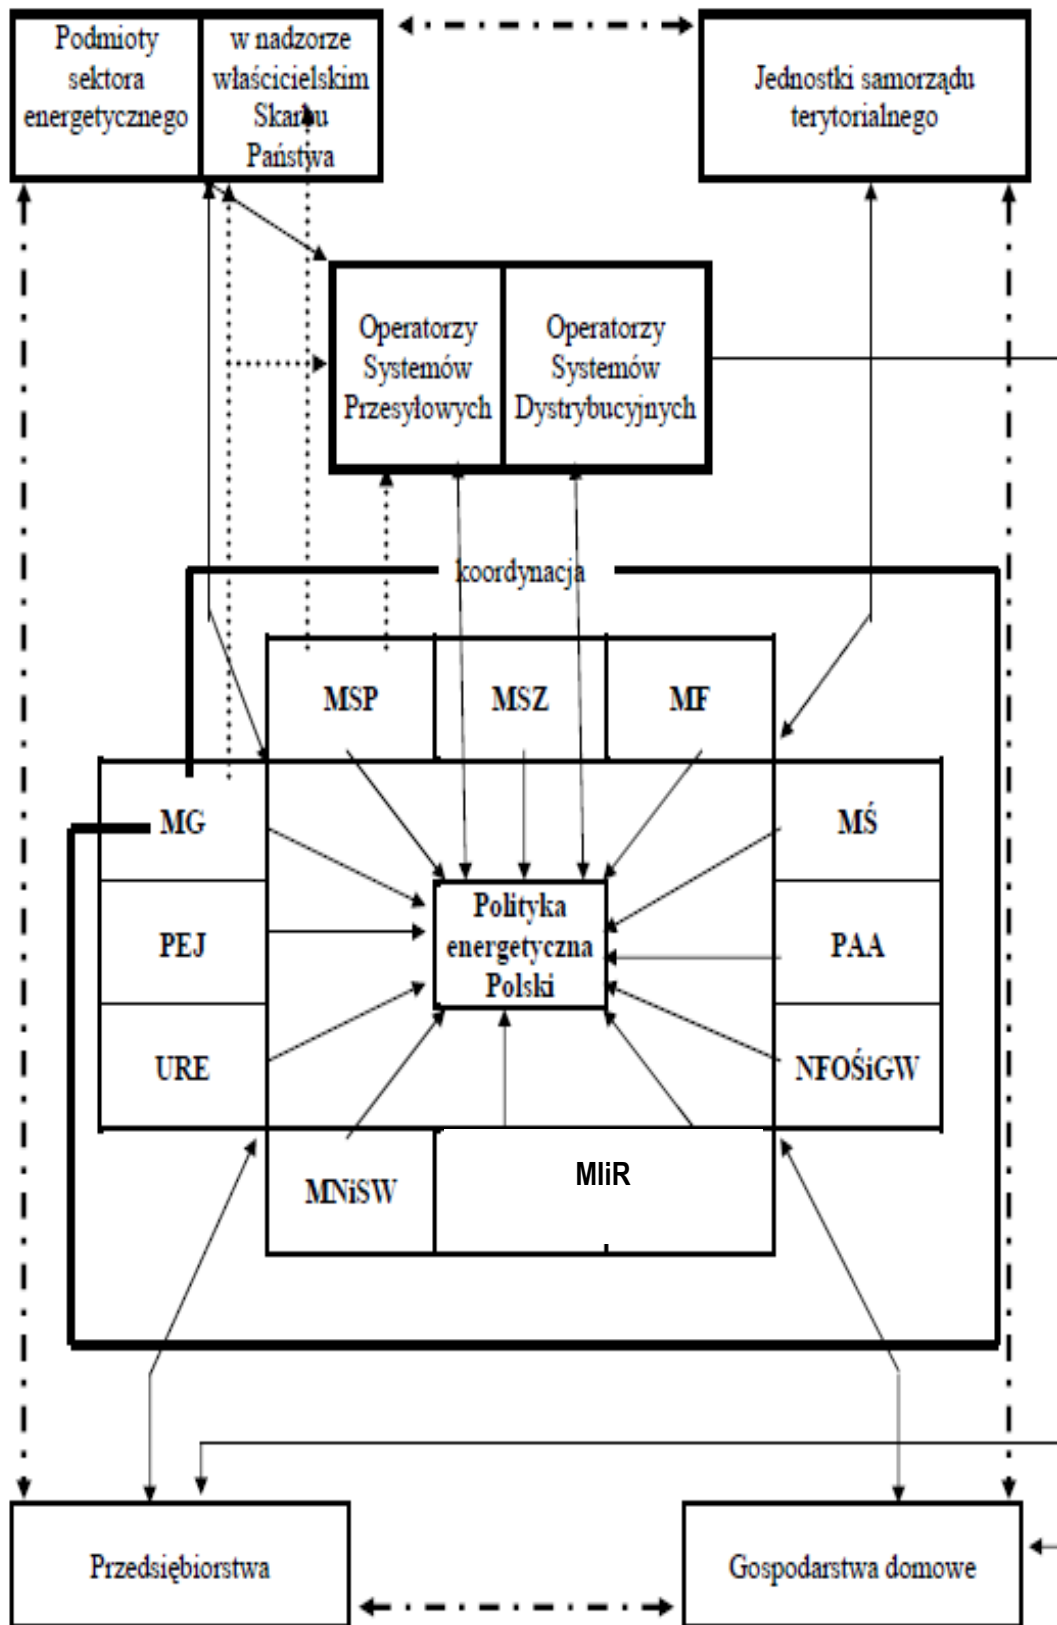 Podmioty
sektora
energetycznego
w nadzorze
właścicielskim
Skarbu
Państwa
Jednostki samorządu
terytorialnego
Operatorzy
Systemów
Przesyłowych
Operatorzy
Systemów
Dystrybucyjnych
koordynacja
MSP
MSZ
MF
MG
MŚ
Polityka
energetyczna
Polski
PEJ
PAA
URE
NFOŚiGW
MNiSW
MIiR
Przedsiębiorstwa
Gospodarstwa domowe